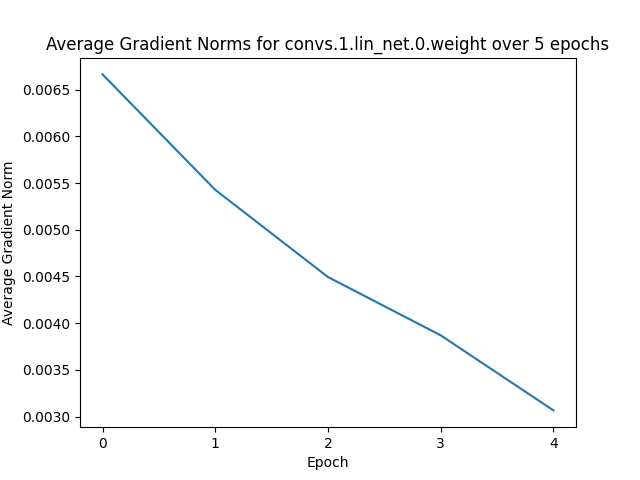 Average Gradient Norms for convs.1.lin_net.0.weight over 5 epochs
Average Gradient Norm
0.0065
0.0060
0.0055
0.0050
0.0045
0.0040
0.0035
0.0030
0 1 2 3 4
Epoch